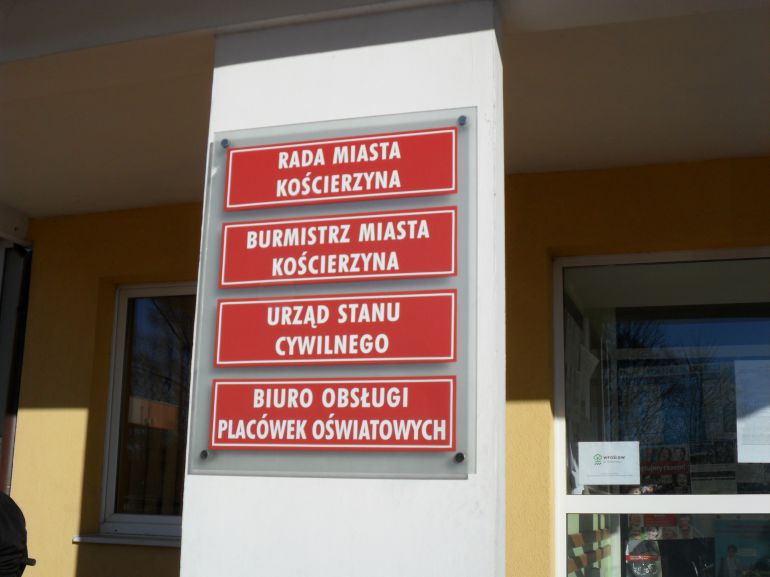 RADA MIASTA
KOŚCIERZYNA
BURMISTRZ MIASTA
KOŚCIERZYNA
URZĄD STANU
CYWILNEGO
BIURO OBSŁUGI
PLACÓWEK OŚWIATOWYCH